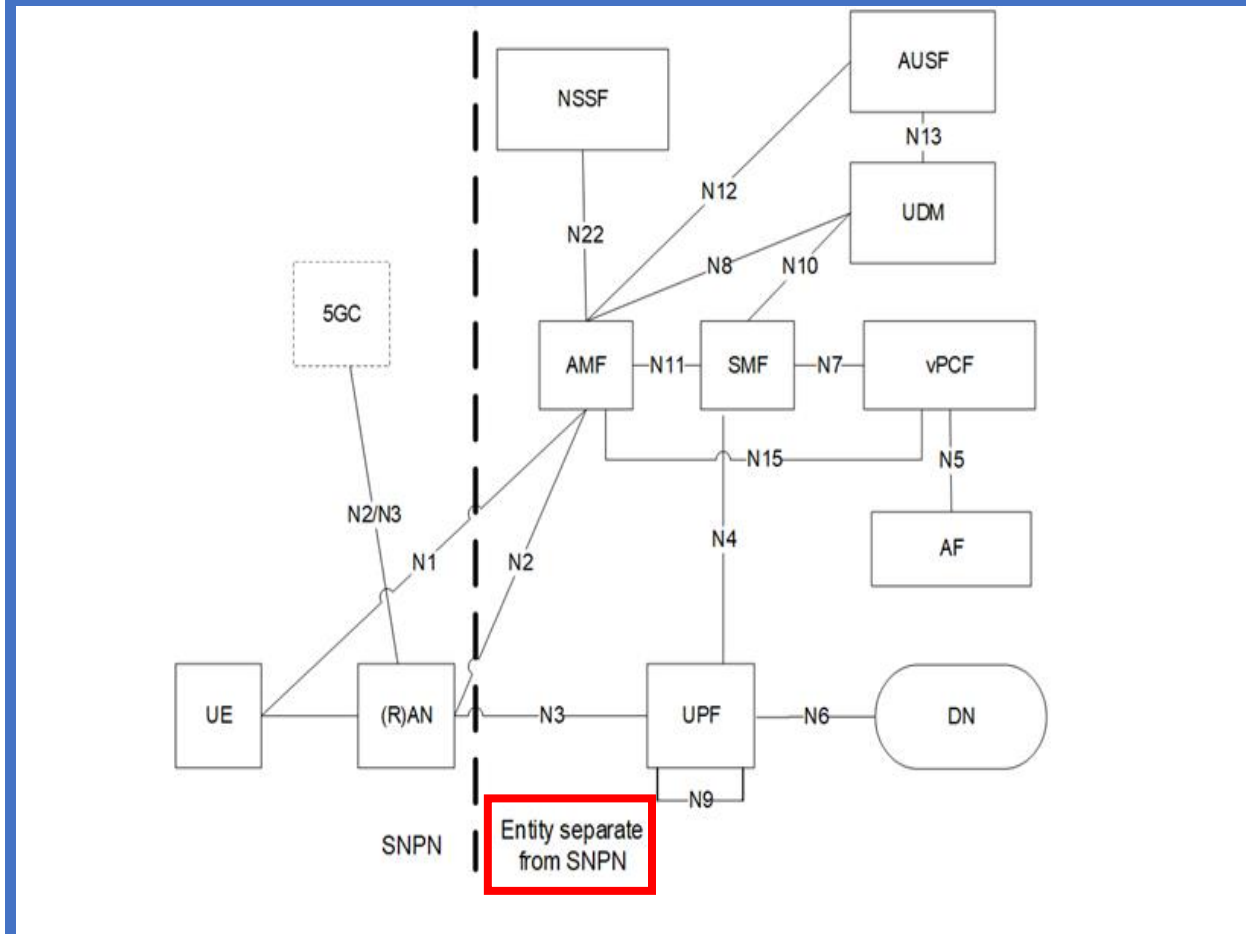 AUSF
NSSF
N13
N12
UDM
N22
N8
N10
5GC
AMF
N11
SMF
N7
vPCF
N15
N5
N2/N3
N4
AF
N1
N2
UE
(R)AN
N3
UPF
N6
DN
N9
SNPN
Entity separate
from SNPN